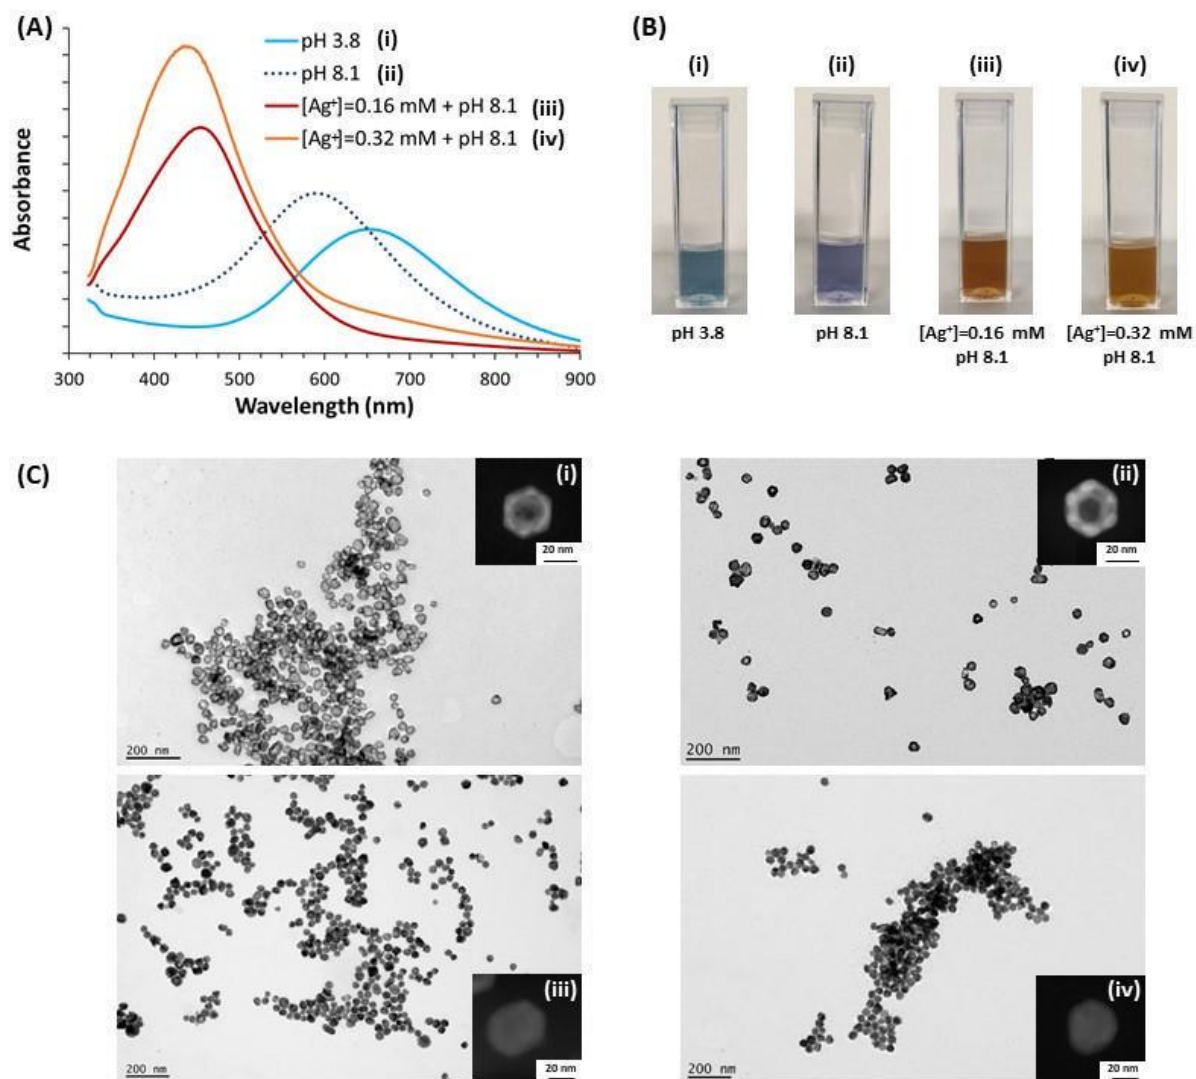 (A)
pH 3.8 (i)
pH 8.1 (ii)
[Ag+]=0.16 mM + pH 8.1 (iii)
[Ag+]=0.32 mM + pH 8.1 (iv)
Absorbance
300 400 500 600 700 800 900
Wavelength (nm)
(B)
(i) (ii) (iii) (iv)
pH 3.8
pH 8.1
[Ag+]=0.16 mM
pH 8.1
[Ag+]=0.32 mM
pH 8.1
(C)
(i)
20 nm
200 nm
(ii)
20 nm
200 nm
(iii)
20 nm
200 nm
(iv)
20 nm
200 nm